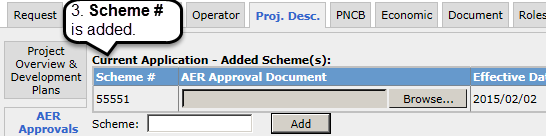 Request
3. Scheme #
is added.
Operator
Proj. Desc.
PNCB
Economic
Document
Roles
Project
Overview &
Development
Plans
AER
Approvals
Current Application - Added Scheme(s):
Scheme # AER Approval Document Effective Da
55551 Browse... 2015/02/02
Scheme: Add